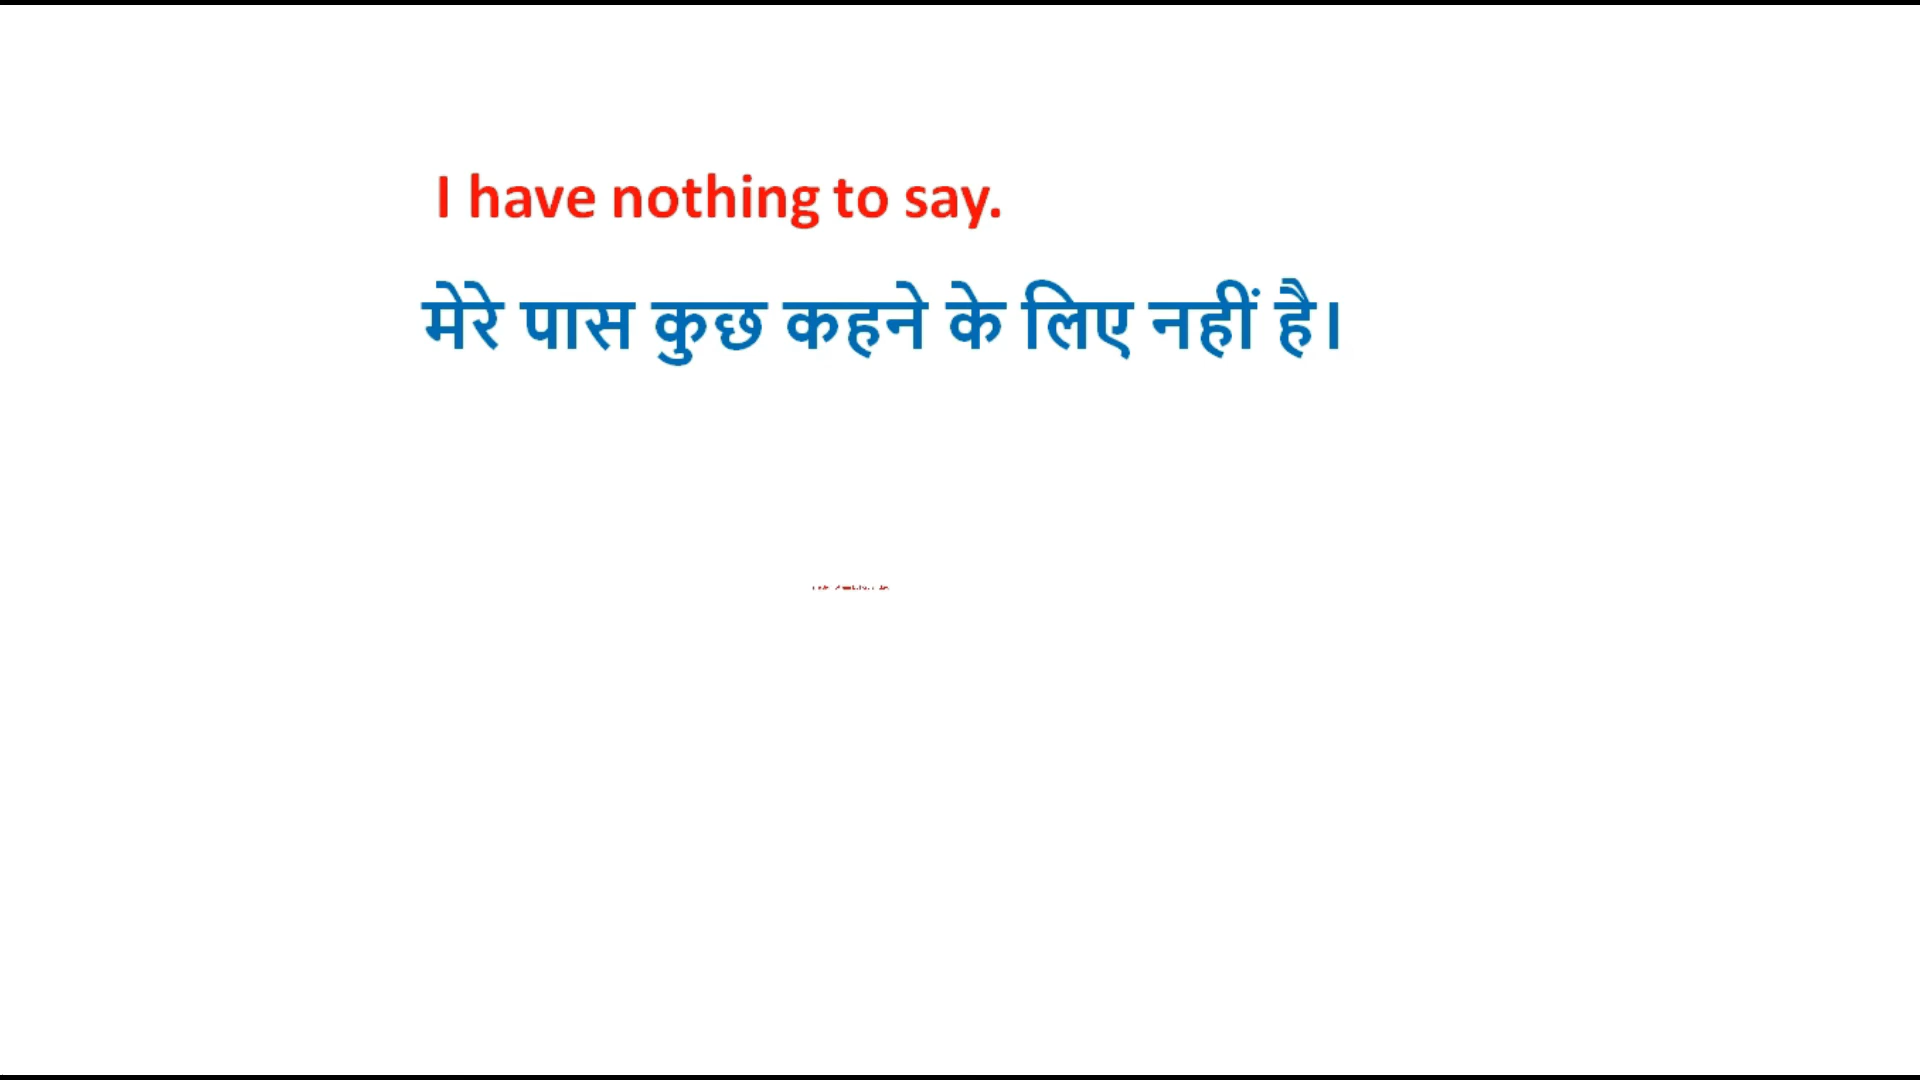 I have nothing to say.
मेरे पास कुछ कहने के लिए नहीं है।